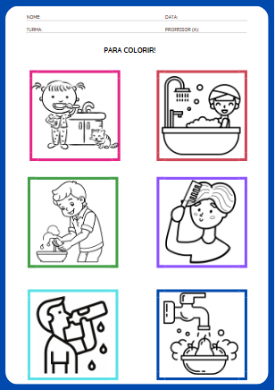 NOME: DATA:
TURMA: PROFESSOR (A):
PARA COLORIR!